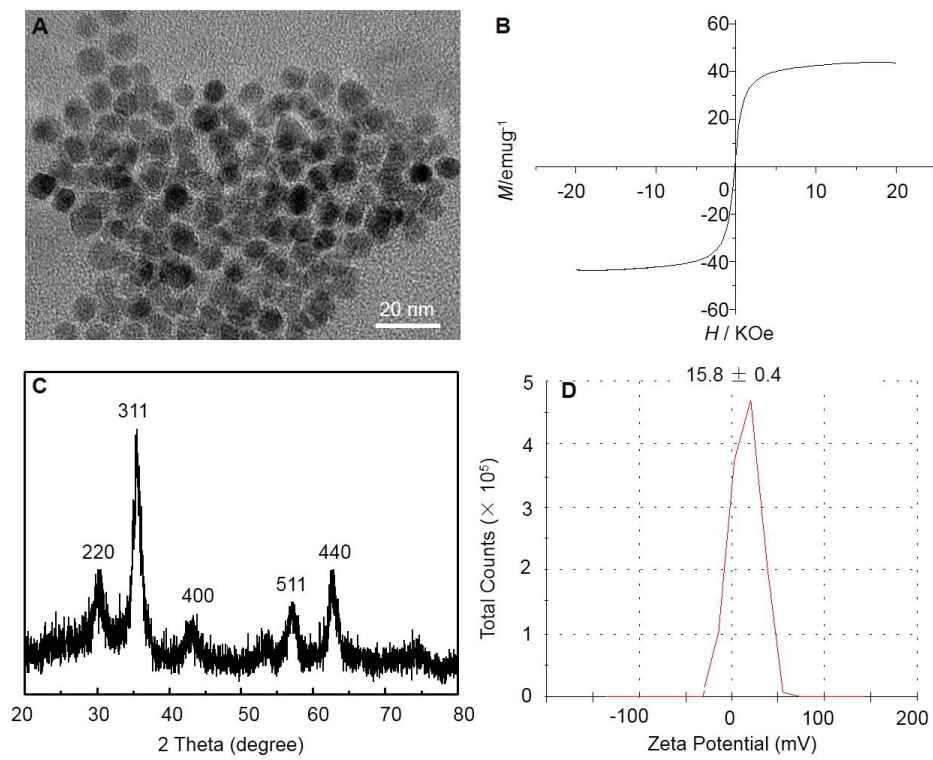 A
20 nm
B
60
40
20
0
-20
-40
-60
-20
-10
10
20
M/emug⁻¹
H / KOe
C
311
220
400
511
440
20 30 40 50 60 70 80
2 Theta (degree)
D
15.8 ± 0.4
5
4
3
2
1
0
Total Counts (× 10⁵)
-100 0 100 200
Zeta Potential (mV)